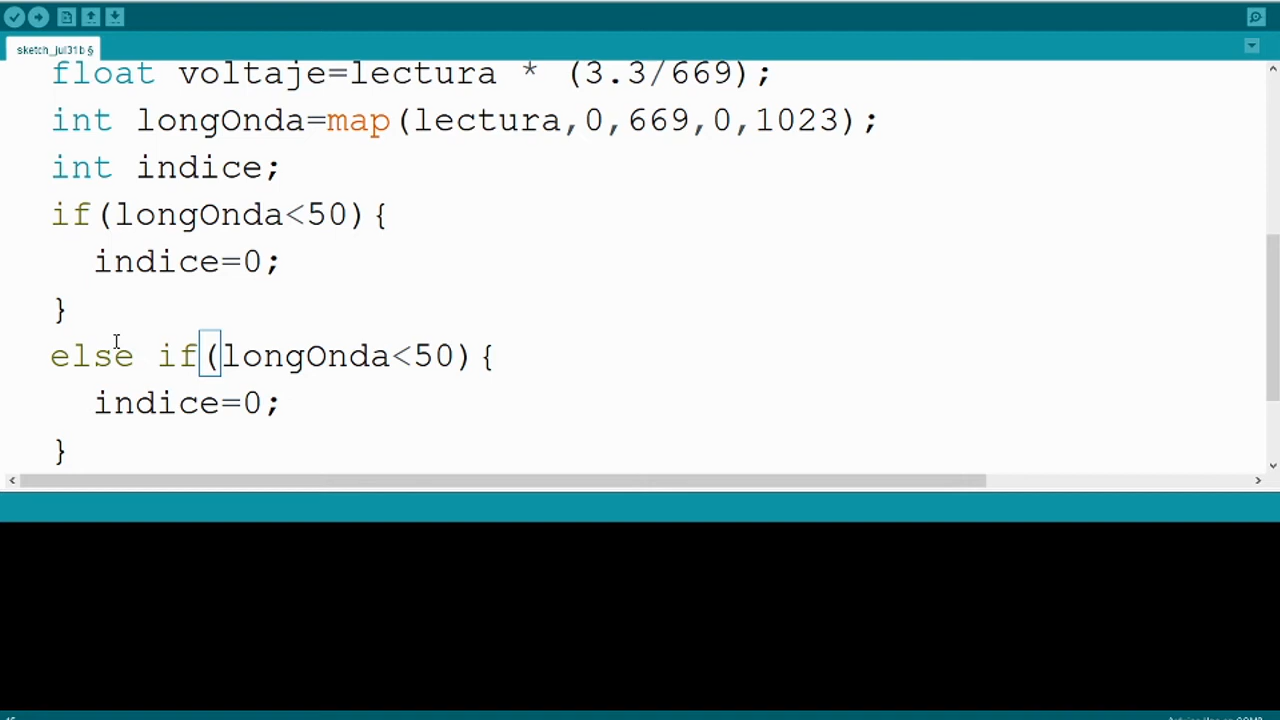 sketch_jul31b §
float voltaje=lectura * (3.3/669);
int longOnda=map(lectura,0,669,0,1023);
int indice;
if(longOnda<50){
indice=0;
}
else if(longOnda<50){
indice=0;
}